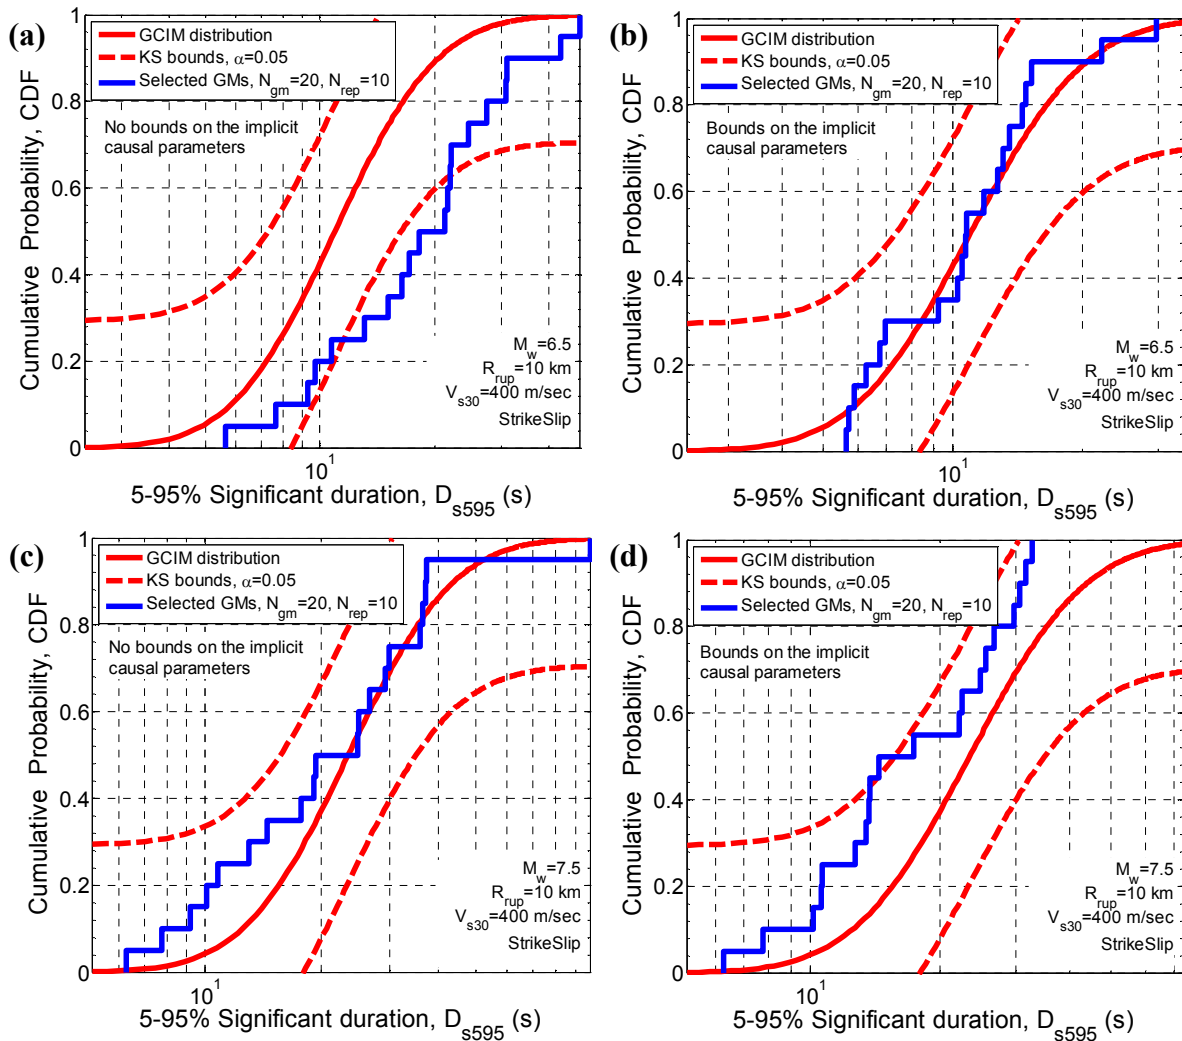 (a)
GCIM distribution
KS bounds, α=0.05
Selected GMs, Ngm=20, Nrep=10
No bounds on the implicit
causal parameters
Mw=6.5
Rrup=10 km
Vs30=400 m/sec
StrikeSlip
Cumulative Probability, CDF
1
0.8
0.6
0.4
0.2
0
10^1
5-95% Significant duration, Ds595 (s)
(b)
GCIM distribution
KS bounds, α=0.05
Selected GMs, Ngm=20, Nrep=10
Bounds on the implicit
causal parameters
Mw=6.5
Rrup=10 km
Vs30=400 m/sec
StrikeSlip
Cumulative Probability, CDF
1
0.8
0.6
0.4
0.2
0
10^1
5-95% Significant duration, Ds595 (s)
(c)
GCIM distribution
KS bounds, α=0.05
Selected GMs, Ngm=20, Nrep=10
No bounds on the implicit
causal parameters
Mw=7.5
Rrup=10 km
Vs30=400 m/sec
StrikeSlip
Cumulative Probability, CDF
1
0.8
0.6
0.4
0.2
0
10^1
5-95% Significant duration, Ds595 (s)
(d)
GCIM distribution
KS bounds, α=0.05
Selected GMs, Ngm=20, Nrep=10
Bounds on the implicit
causal parameters
Mw=7.5
Rrup=10 km
Vs30=400 m/sec
StrikeSlip
Cumulative Probability, CDF
1
0.8
0.6
0.4
0.2
0
10^1
5-95% Significant duration, Ds595 (s)